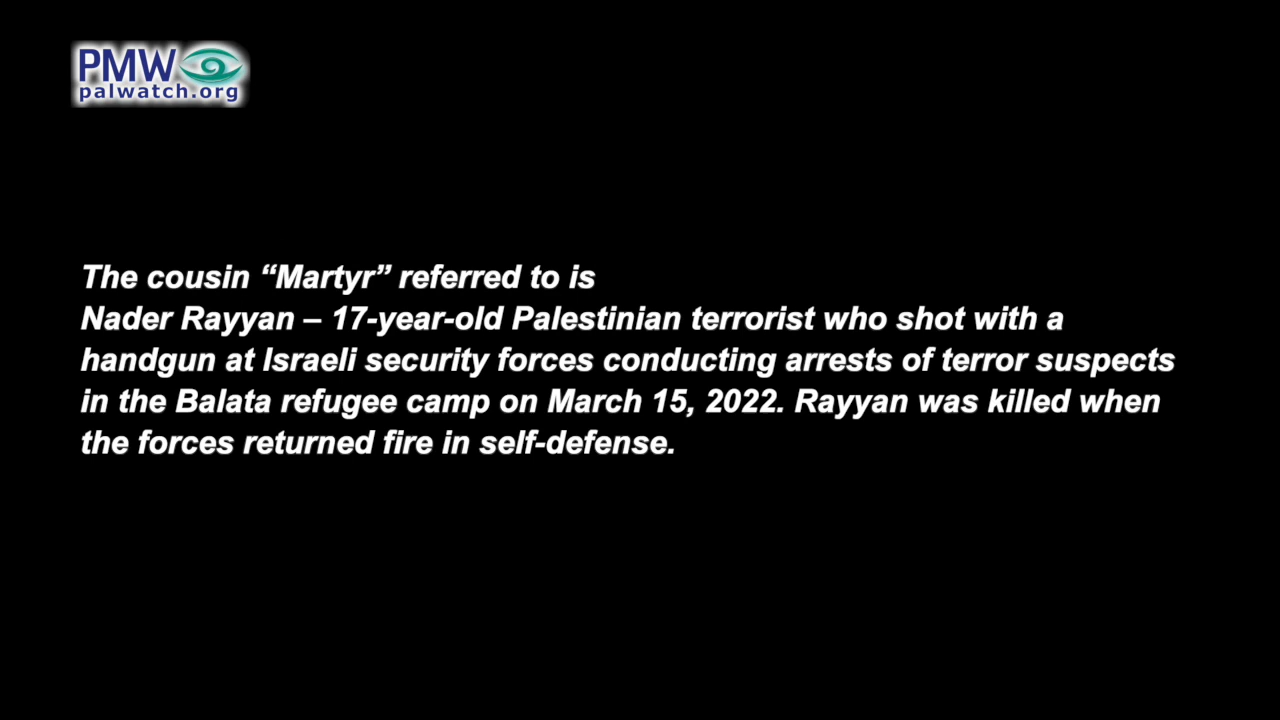 PMW
palwatch.org
The cousin “Martyr” referred to is
Nader Rayyan – 17-year-old Palestinian terrorist who shot with a
handgun at Israeli security forces conducting arrests of terror suspects
in the Balata refugee camp on March 15, 2022. Rayyan was killed when
the forces returned fire in self-defense.